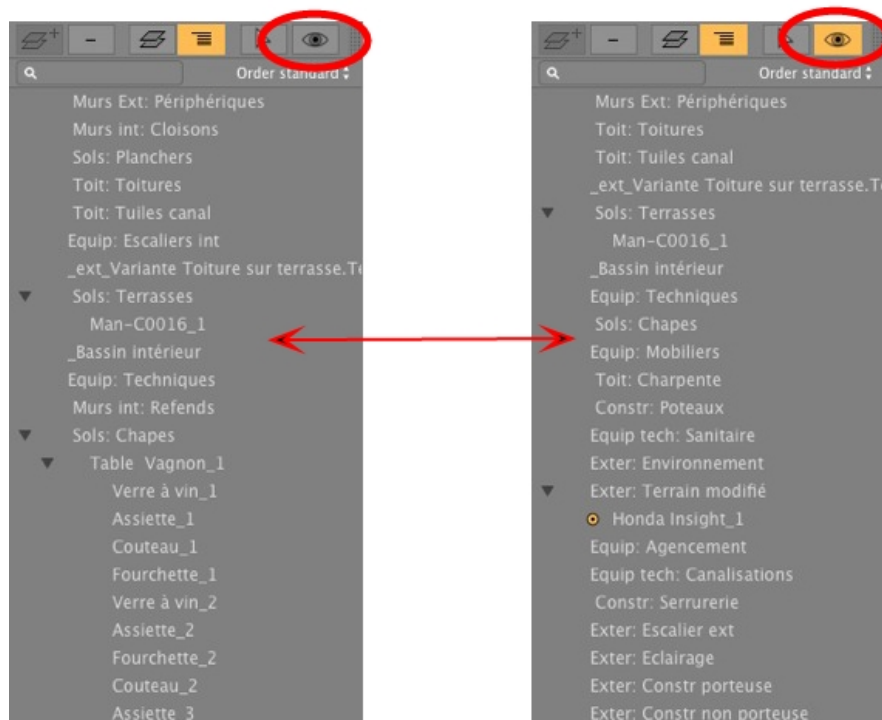 Order standard
Murs Ext: Périphériques
Murs int: Cloisons
Sols: Planchers
Toit: Toitures
Toit: Tuiles canal
Equip: Escaliers int
_ext_Variante Toiture sur terrasse.Te
Sols: Terrasses
Man-C0016_1
_Bassin intérieur
Equip: Techniques
Murs int: Refends
Sols: Chapes
Table Vagnon_1
Verre à vin_1
Assiette_1
Couteau_1
Fourchette_1
Verre à vin_2
Assiette_2
Fourchette_2
Couteau_2
Assiette_3
Order standard
Murs Ext: Périphériques
Toit: Toitures
Toit: Tuiles canal
_ext_Variante Toiture sur terrasse.Te
Sols: Terrasses
Man-C0016_1
_Bassin intérieur
Equip: Techniques
Sols: Chapes
Equip: Mobiliers
Toit: Charpente
Constr: Poteaux
Equip tech: Sanitaire
Exter: Environnement
Exter: Terrain modifié
Honda Insight_1
Equip: Agencement
Equip tech: Canalisations
Constr: Serrurerie
Exter: Escalier ext
Exter: Eclairage
Exter: Constr porteuse
Exter: Constr non porteuse